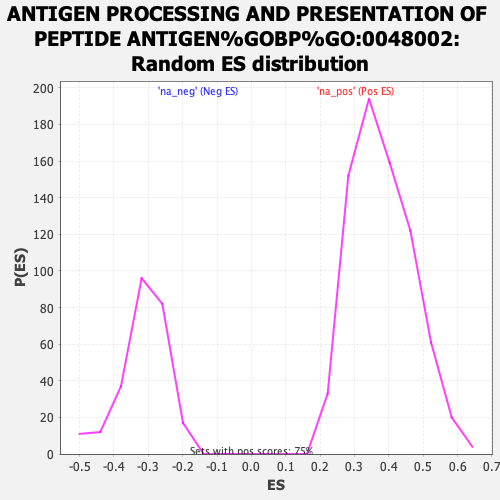 ANTIGEN PROCESSING AND PRESENTATION OF
PEPTIDE ANTIGEN%GOBP%GO:0048002:
Random ES distribution
'na_neg' (Neg ES)
'na_pos' (Pos ES)
200
180
160
140
120
100
80
60
40
20
0
P(ES)
Sets with pos scores: 75%
-0.5 -0.4 -0.3 -0.2 -0.1 0.0 0.1 0.2 0.3 0.4 0.5 0.6 0.7
ES